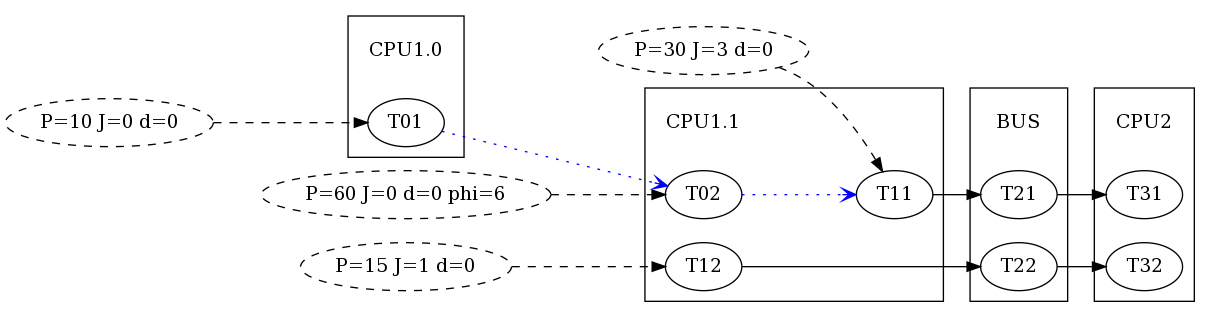 CPU1.0
P=30 J=3 d=0
P=10 J=0 d=0
T01
CPU1.1
BUS
CPU2
P=60 J=0 d=0 phi=6
T02
T11
T21
T31
P=15 J=1 d=0
T12
T22
T32